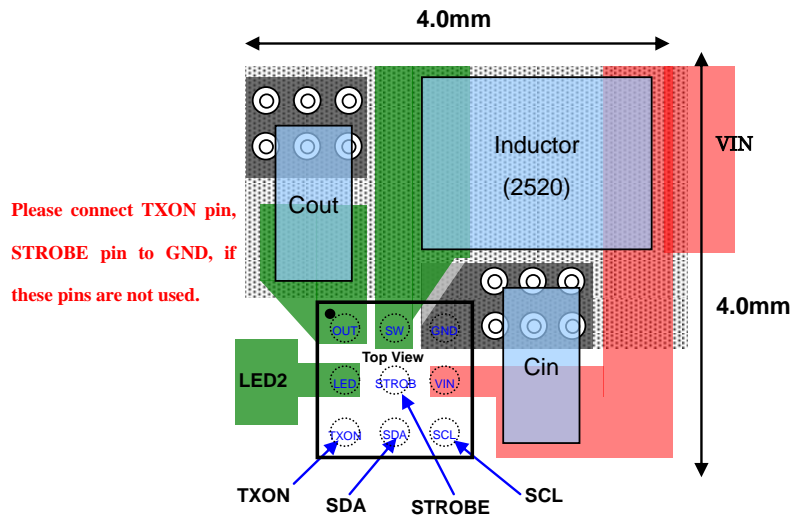 4.0mm
Inductor
(2520)
VIN
Cout
Please connect TXON pin,
STROBE pin to GND, if
these pins are not used.
4.0mm
OUT SW GND
Top View
Cin
LED2
LED STROB VIN
TXON SDA SCL
TXON
SDA
STROBE
SCL